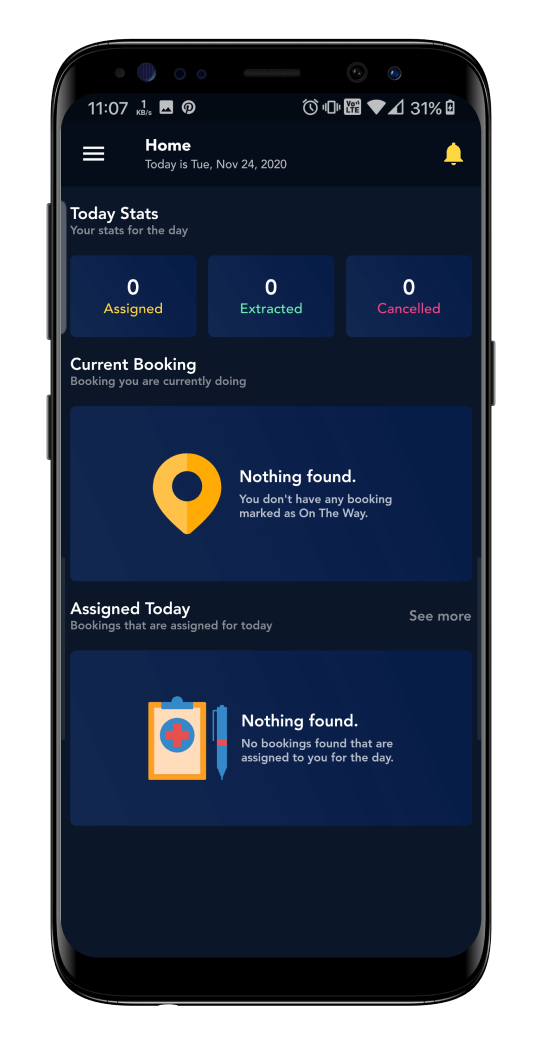 11:07 1 KB/s Vo)) LTE 31%
Home
Today is Tue, Nov 24, 2020
Today Stats
Your stats for the day
0 0 0
Assigned Extracted Cancelled
Current Booking
Booking you are currently doing
Nothing found.
You don't have any booking
marked as On The Way.
Assigned Today
See more
Bookings that are assigned for today
Nothing found.
No bookings found that are
assigned to you for the day.